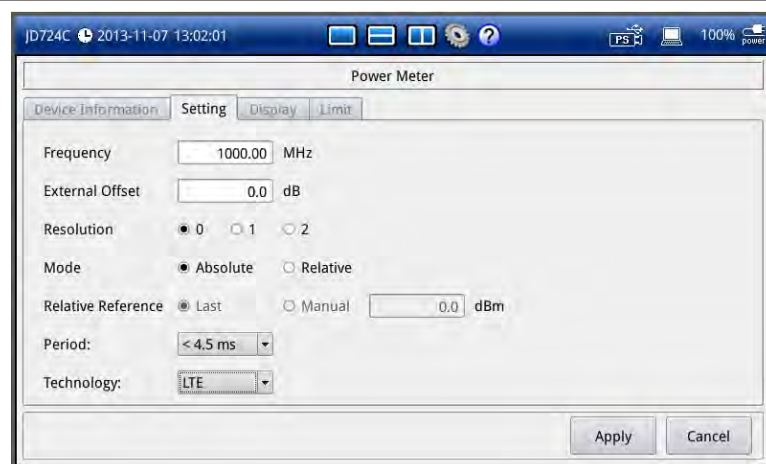 JD724C 2013-11-07 13:02:01 ? PS 100% power
Power Meter
Device Information Setting Display Limit
Frequency 1000.00 MHz
External Offset 0.0 dB
Resolution 0 1 2
Mode Absolute Relative
Relative Reference Last Manual 0.0 dBm
Period: < 4.5 ms
Technology: LTE
Apply Cancel